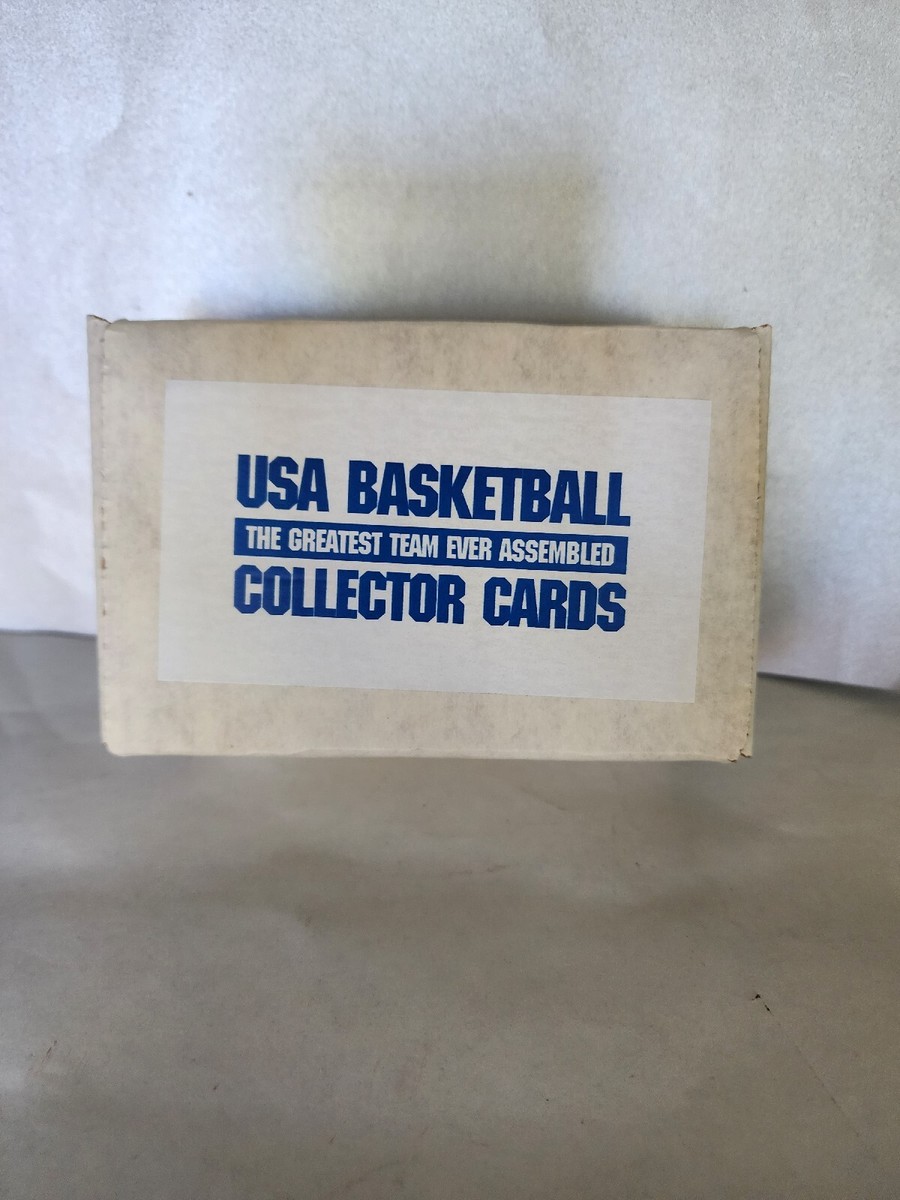 USA BASKETBALL
THE GREATEST TEAM EVER ASSEMBLED
COLLECTOR CARDS